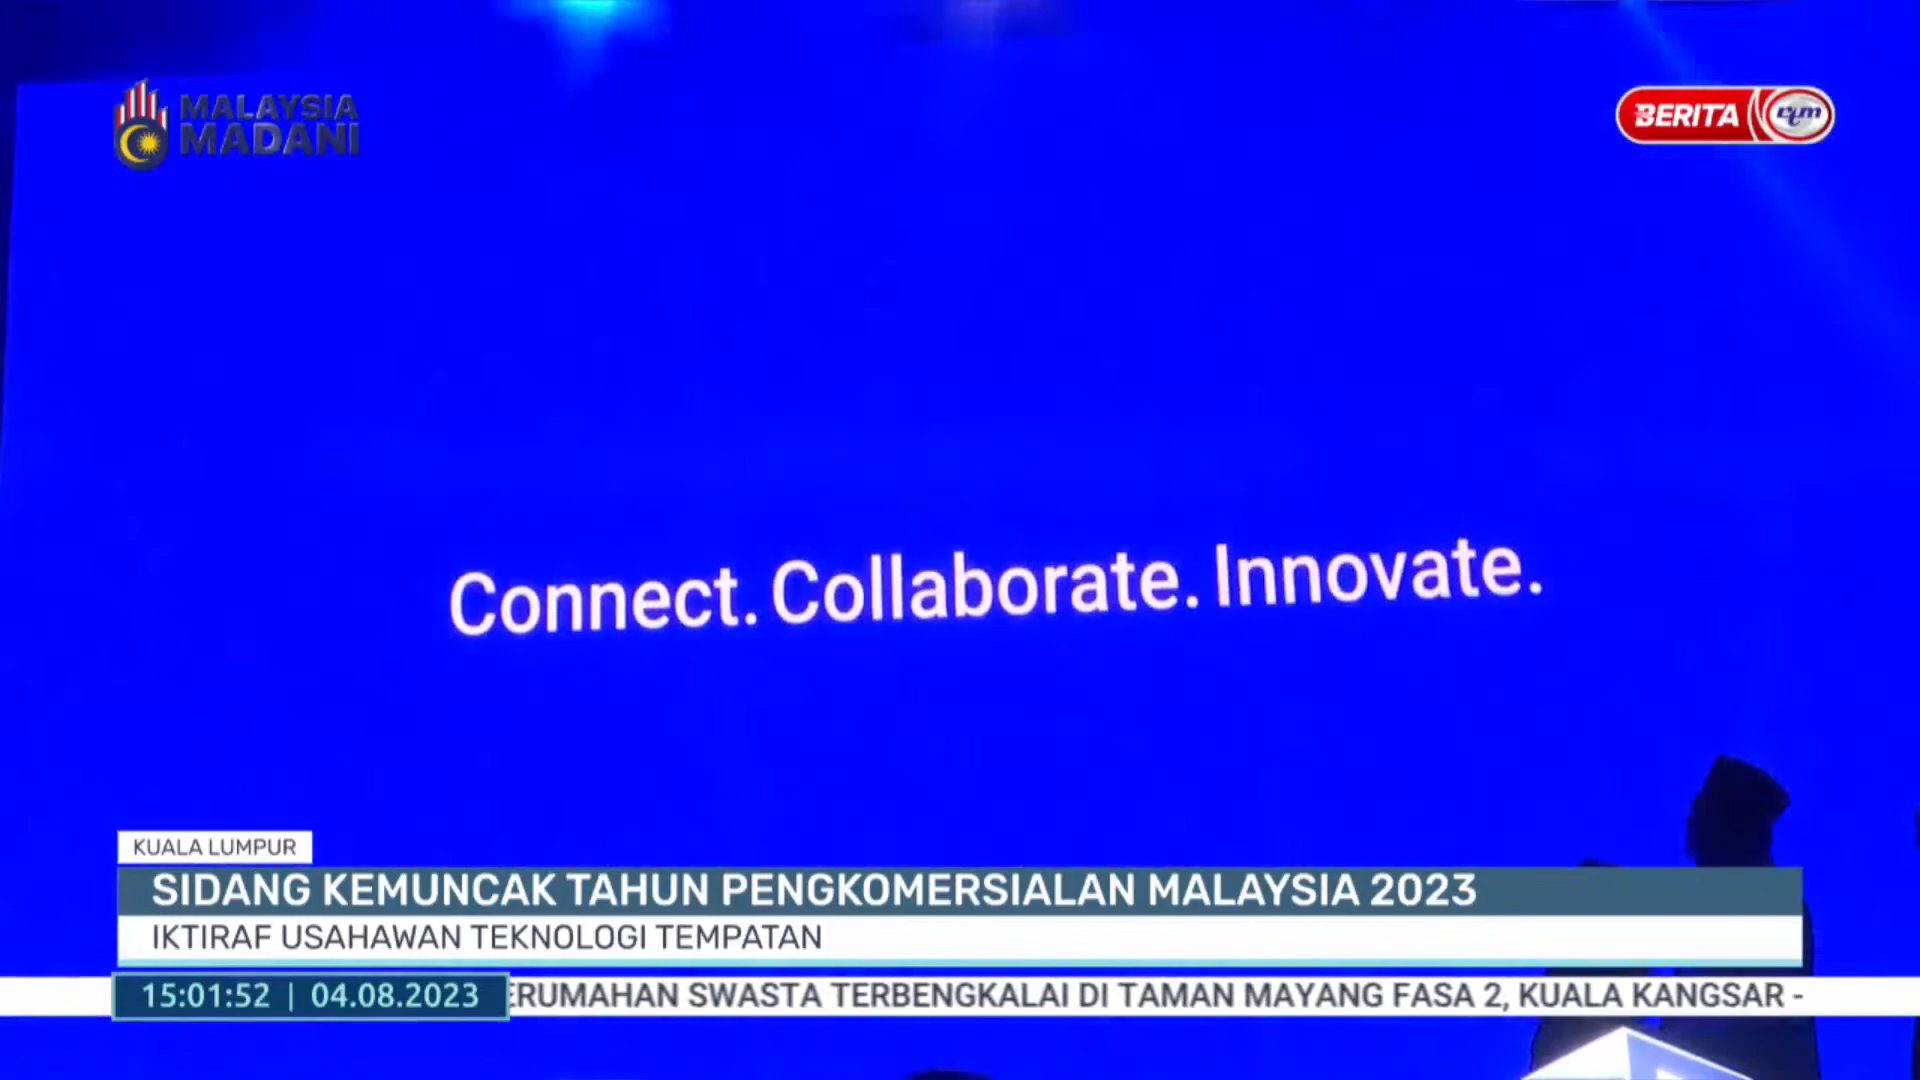 MALAYSIA
MADANI
BERITA rtm
Connect. Collaborate. Innovate.
KUALA LUMPUR
SIDANG KEMUNCAK TAHUN PENGKOMERSIALAN MALAYSIA 2023
IKTIRAF USAHAWAN TEKNOLOGI TEMPATAN
15:01:52 | 04.08.2023 ERUMAHAN SWASTA TERBENGKALAI DI TAMAN MAYANG FASA 2, KUALA KANGSAR -